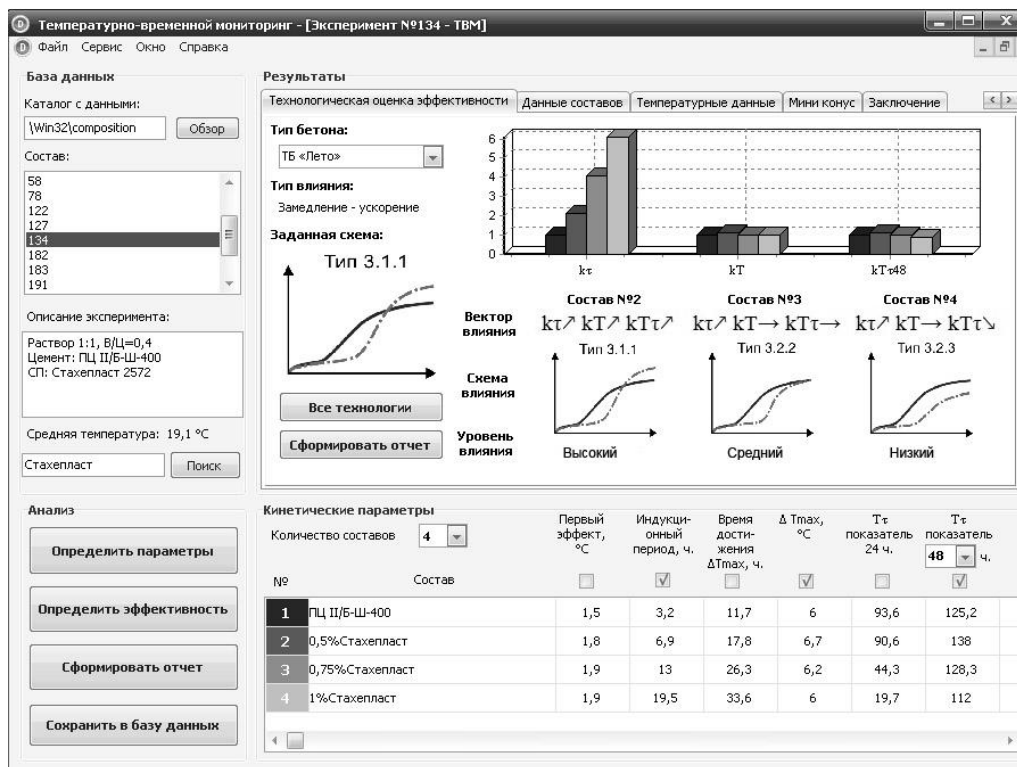 Температурно-временной мониторинг - [Эксперимент №134 - ТВМ]
Файл Сервис Окно Справка
База данных
Каталог с данными:
\Win32\composition
Обзор
Состав:
58
78
122
127
134
182
183
191
Описание эксперимента:
Раствор 1:1, В/Ц=0,4
Цемент: ПЦ II/Б-Ш-400
СП: Стахепласт 2572
Средняя температура: 19,1 °C
Стахепласт
Поиск
Анализ
Определить параметры
Определить эффективность
Сформировать отчет
Сохранить в базу данных
Результаты
Технологическая оценка эффективности Данные составов Температурные данные Мини конус Заключение
Тип бетона:
ТБ «Лето»
Тип влияния:
Замедление - ускорение
Заданная схема:
Тип 3.1.1
Все технологии
Сформировать отчет
6
5
4
3
2
1
0
kτ kT kTτ48
Состав №2 Состав №3 Состав №4
Вектор
влияния
kτ↗ kT↗ kTτ↗ kτ↗ kT→ kTτ→ kτ↗ kT→ kTτ↘
Тип 3.1.1 Тип 3.2.2 Тип 3.2.3
Схема
влияния
Уровень
влияния
Высокий Средний Низкий
Кинетические параметры
Количество составов 4
№ Состав
Первый
эффект,
°C
Индукци-
онный
период, ч.
Время
дости-
жения
ΔTmax, ч.
Δ Tmax,
°C
Tτ
показатель
24 ч.
Tτ
показатель
48 ч.
1 ПЦ II/Б-Ш-400 1,5 3,2 11,7 6 93,6 125,2
2 0,5%Стахепласт 1,8 6,9 17,8 6,7 90,6 138
3 0,75%Стахепласт 1,9 13 26,3 6,2 44,3 128,3
4 1%Стахепласт 1,9 19,5 33,6 6 19,7 112